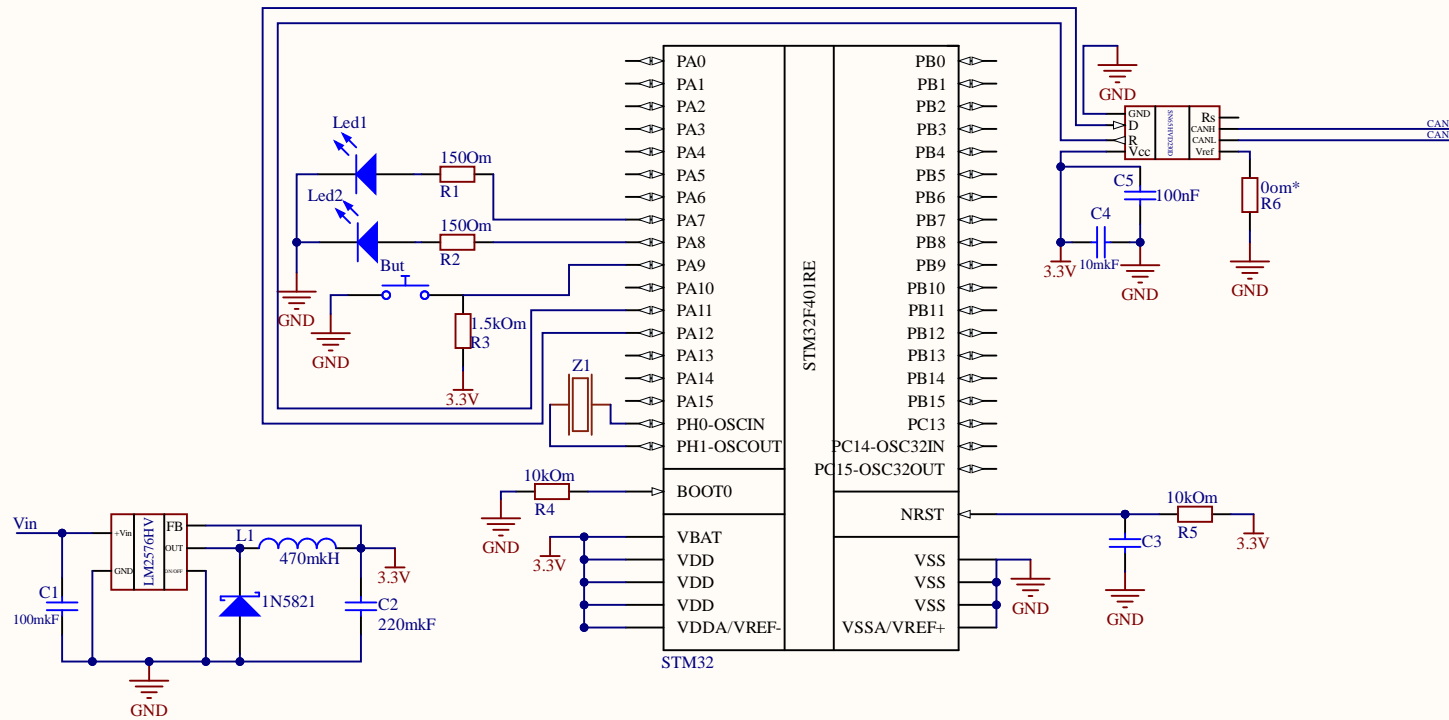 PA0
PA1
PA2
PA3
PA4
PA5
PA6
PA7
PA8
PA9
PA10
PA11
PA12
PA13
PA14
PA15
PH0-OSCIN
PH1-OSCOUT
BOOT0
VBAT
VDD
VDD
VDD
VDDA/VREF-
STM32
STM32F401RE
PB0
PB1
PB2
PB3
PB4
PB5
PB6
PB7
PB8
PB9
PB10
PB11
PB12
PB13
PB14
PB15
PC13
PC14-OSC32IN
PC15-OSC32OUT
NRST
VSS
VSS
VSS
VSSA/VREF+
Led1
150Om
R1
Led2
150Om
R2
But
GND
GND
1.5kOm
R3
3.3V
Z1
10kOm
R4
GND
3.3V
Vin
+Vin
GND
LM2576HV
FB
OUT
ON/OFF
L1
470mkH
3.3V
C1
100mkF
1N5821
C2
220mkF
GND
GND
GND
D
R
Vcc
SN65HVD230D
Rs
CANH
CANL
Vref
CAN
CAN
C5
100nF
C4
10mkF
3.3V
GND
0om*
R6
GND
10kOm
R5
3.3V
C3
GND
GND